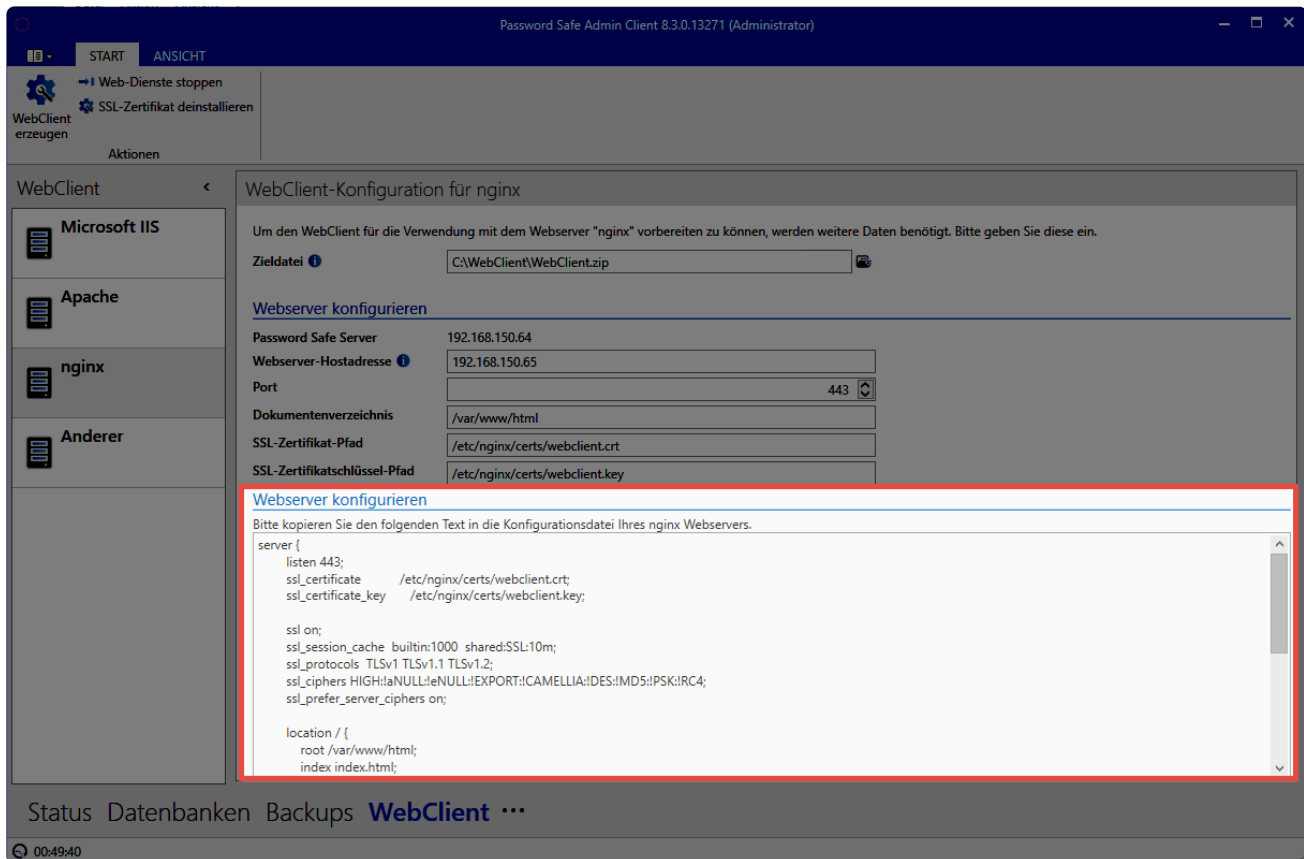 Password Safe Admin Client 8.3.0.13271 (Administrator)
START ANSICHT
WebClient erzeugen
Web-Dienste stoppen
SSL-Zertifikat deinstallieren
Aktionen
WebClient
Microsoft IIS
Apache
nginx
Anderer
WebClient-Konfiguration für nginx
Um den WebClient für die Verwendung mit dem Webserver "nginx" vorbereiten zu können, werden weitere Daten benötigt. Bitte geben Sie diese ein.
Zieldatei C:\WebClient\WebClient.zip
Webserver konfigurieren
Password Safe Server 192.168.150.64
Webserver-Hostadresse 192.168.150.65
Port 443
Dokumentenverzeichnis /var/www/html
SSL-Zertifikat-Pfad /etc/nginx/certs/webclient.crt
SSL-Zertifikatschlüssel-Pfad /etc/nginx/certs/webclient.key
Webserver konfigurieren
Bitte kopieren Sie den folgenden Text in die Konfigurationsdatei Ihres nginx Webservers.
server {
listen 443;
ssl_certificate /etc/nginx/certs/webclient.crt;
ssl_certificate_key /etc/nginx/certs/webclient.key;
ssl on;
ssl_session_cache builtin:1000 shared:SSL:10m;
ssl_protocols TLSv1 TLSv1.1 TLSv1.2;
ssl_ciphers HIGH:!aNULL:!eNULL:!EXPORT:!CAMELLIA:!DES:!MD5:!PSK:!RC4;
ssl_prefer_server_ciphers on;
location / {
root /var/www/html;
index index.html;
Status Datenbanken Backups WebClient ...
00:49:40